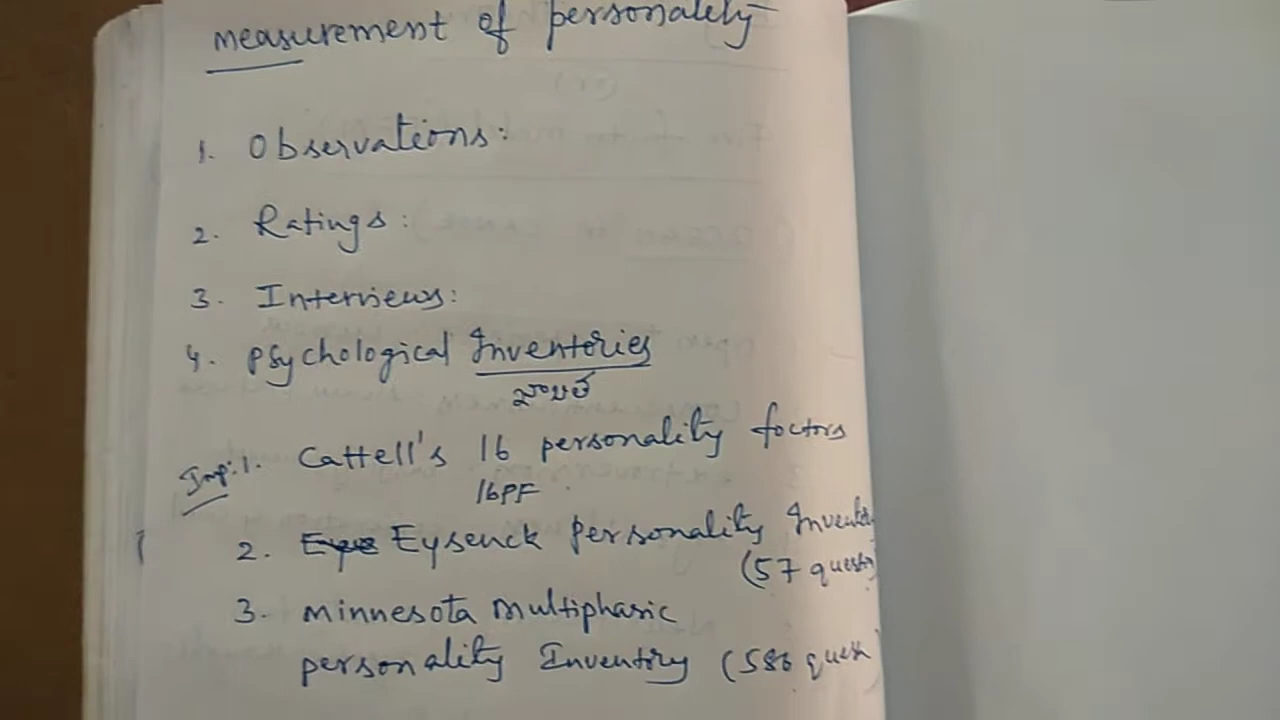 measurement of personality
1. Observations:
2. Ratings:
3. Interviews:
4. Psychological Inventories
Imp: 1. Cattell's 16 personality factors
16PF
2. Eysenck Personality
(57
3. Minnesota Multiphasic
personality Inventory (586